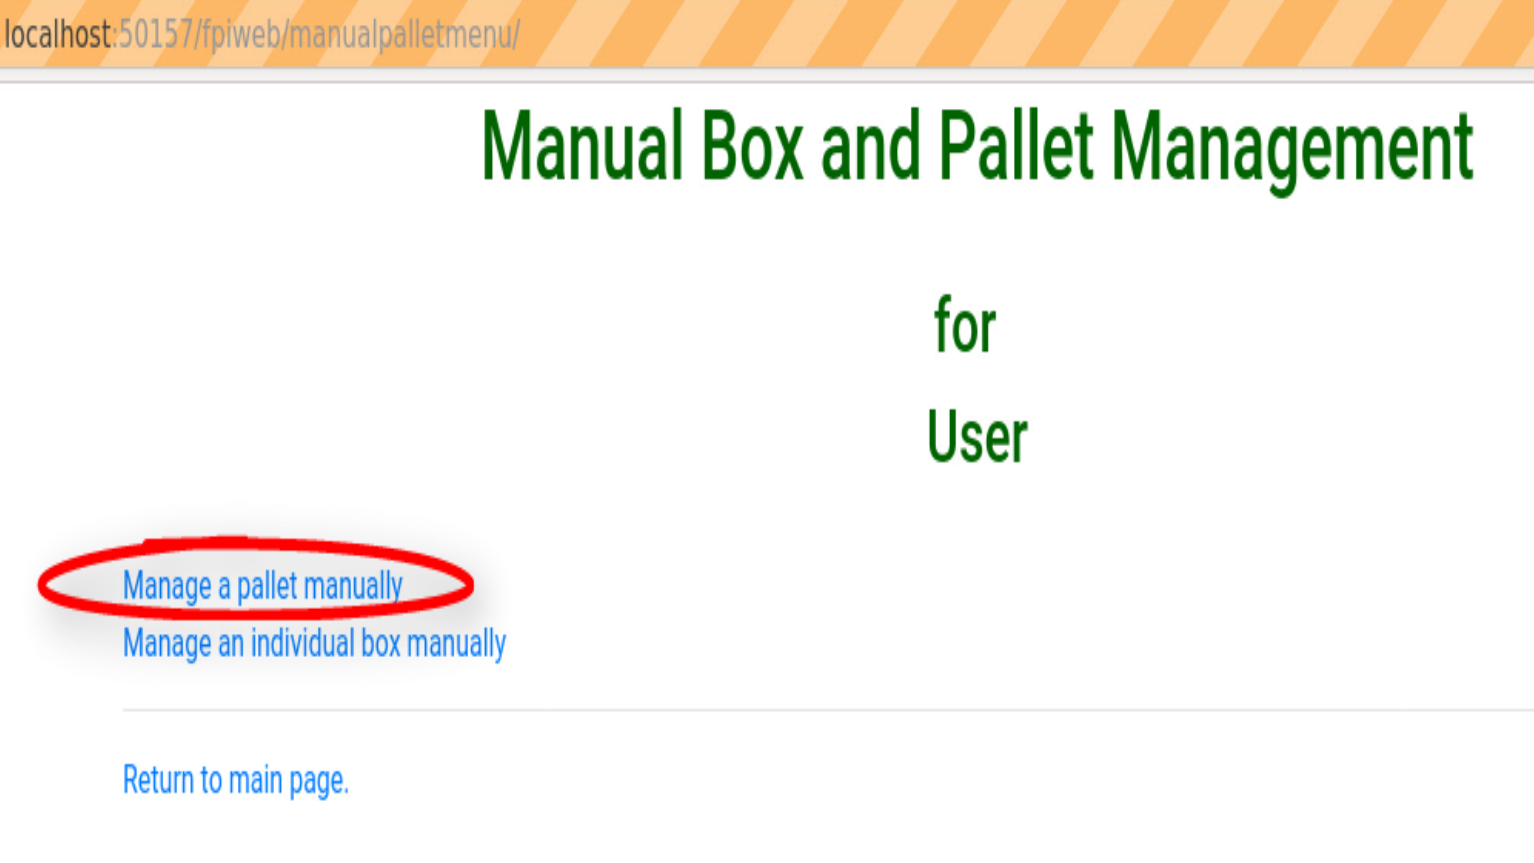 localhost:50157/fpiweb/manualpalletmenu/
Manual Box and Pallet Management
for
User
Manage a pallet manually
Manage an individual box manually
Return to main page.